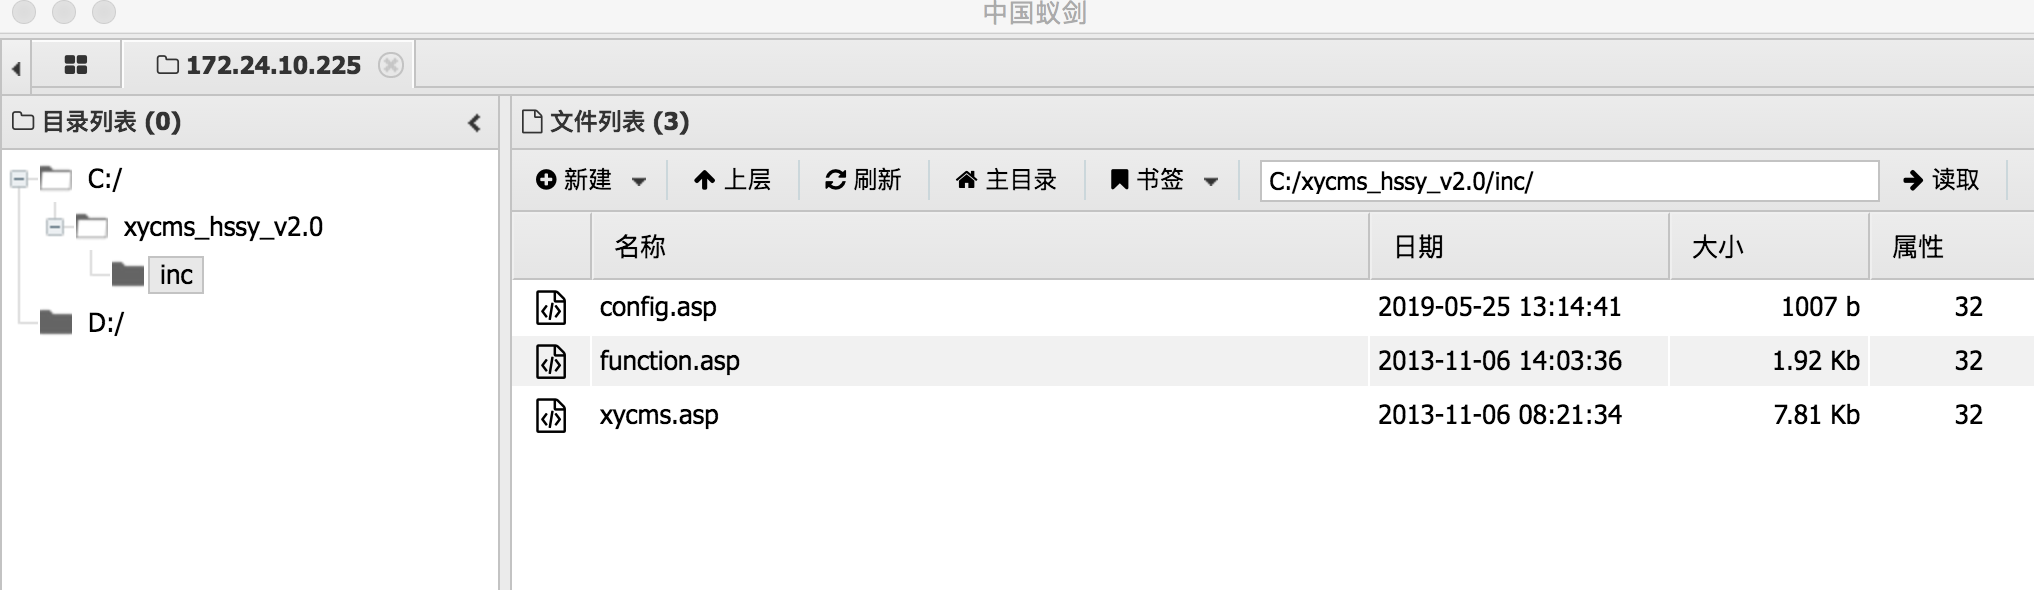 中国蚁剑
172.24.10.225
目录列表 (0)
文件列表 (3)
新建 上层 刷新 主目录 书签 C:/xycms_hssy_v2.0/inc/ 读取
C:/
xycms_hssy_v2.0
inc
D:/
名称 日期 大小 属性
config.asp 2019-05-25 13:14:41 1007 b 32
function.asp 2013-11-06 14:03:36 1.92 Kb 32
xycms.asp 2013-11-06 08:21:34 7.81 Kb 32